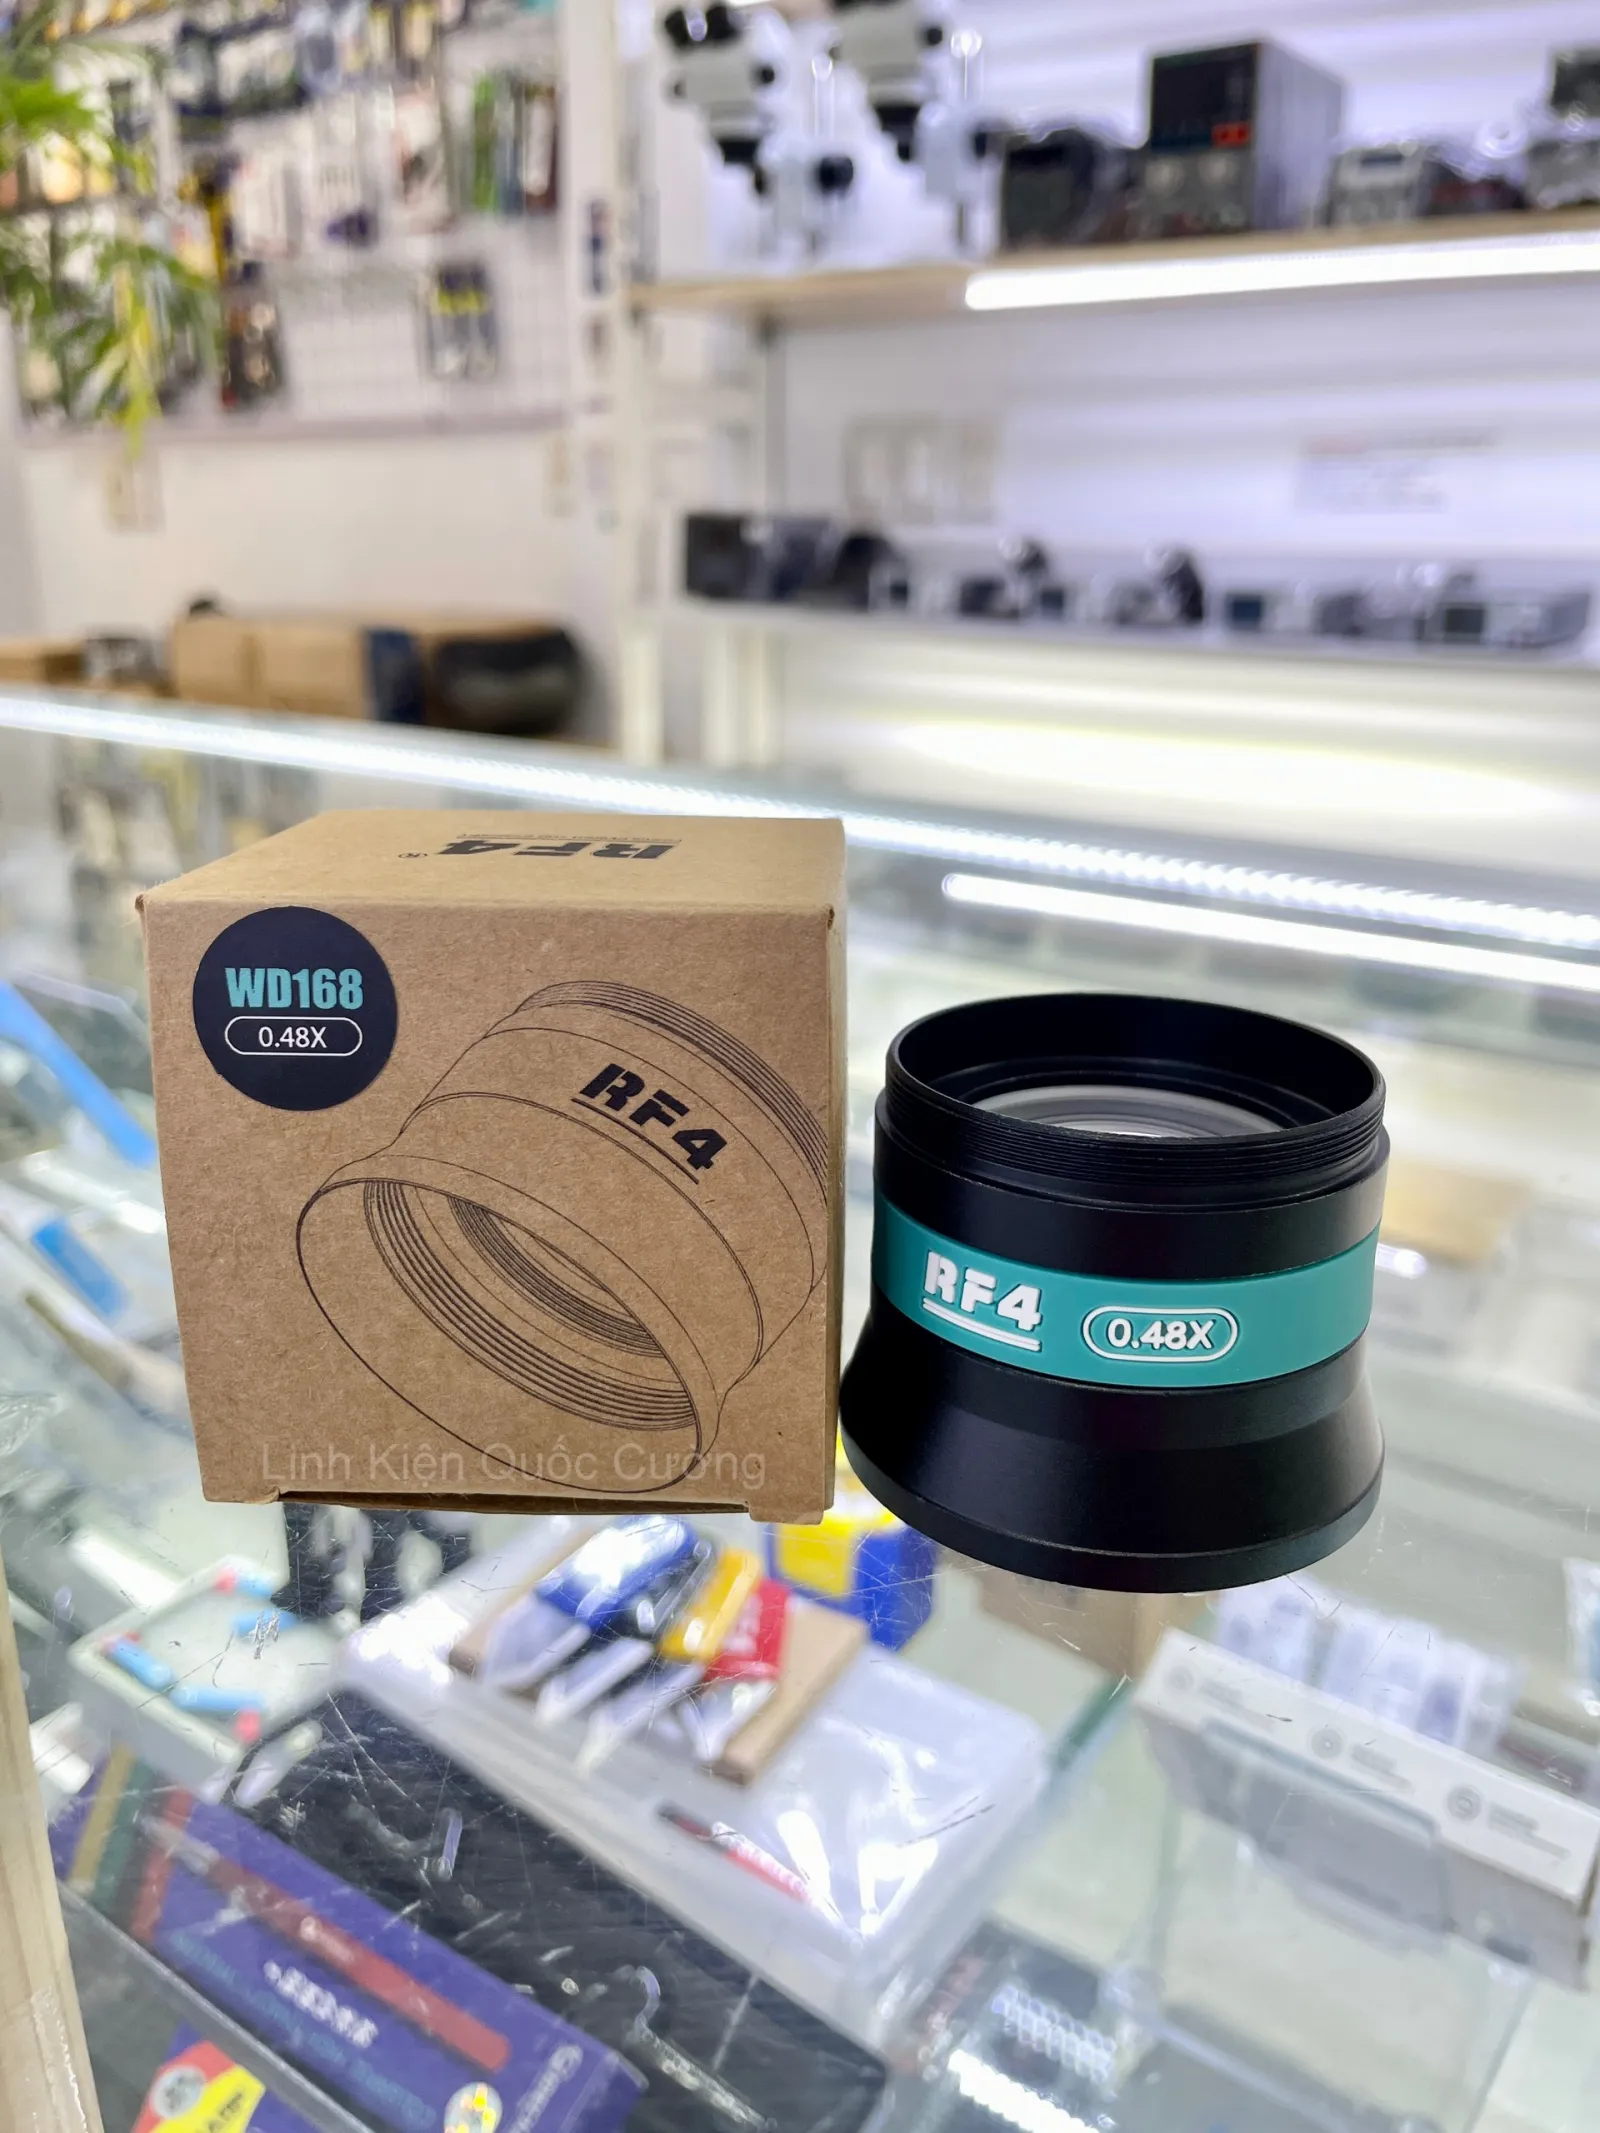 RF4®
WD168
0.48X
RF4
RF4
0.48X
Linh Kiện Quốc Cường